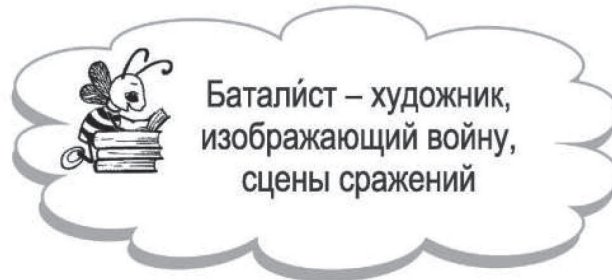 Батали́ст – художник,
изображающий войну,
сцены сражений